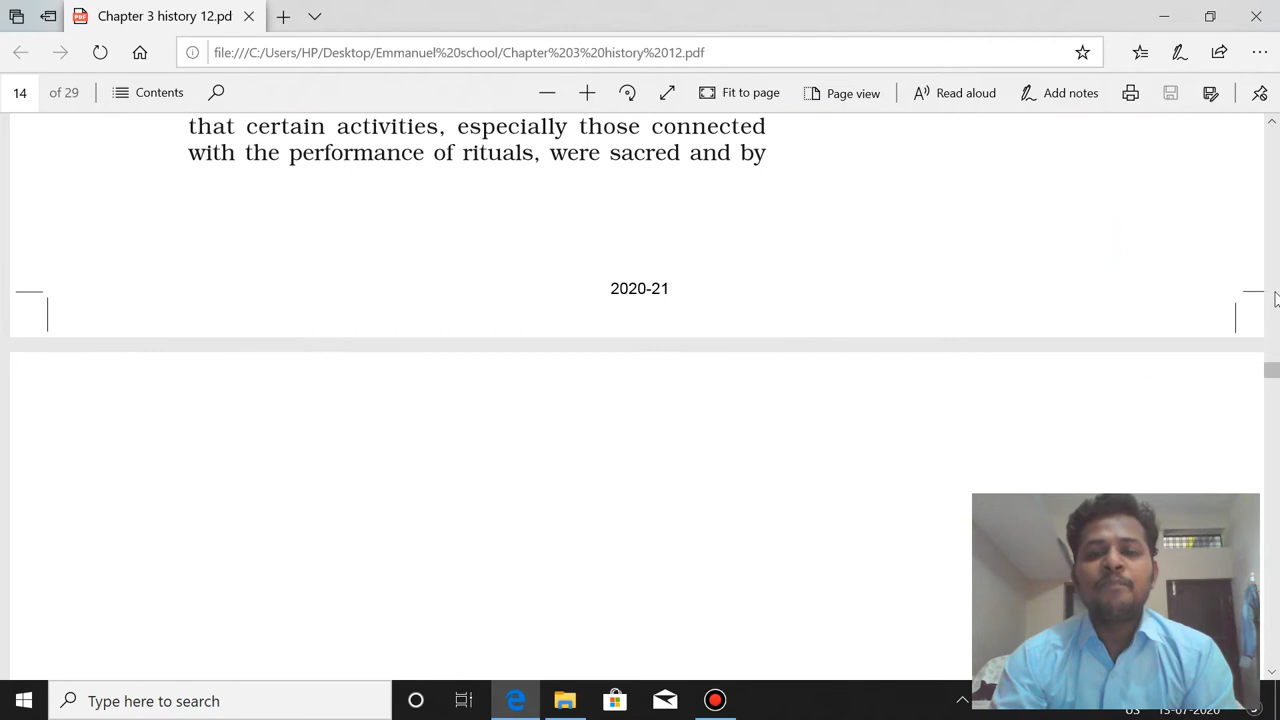 Chapter 3 history 12.pd
file:///C:/Users/HP/Desktop/Emmanuel%20school/Chapter%203%20history%2012.pdf
14 of 29 Contents Fit to page Page view Read aloud Add notes
that certain activities, especially those connected
with the performance of rituals, were sacred and by
2020-21
Type here to search